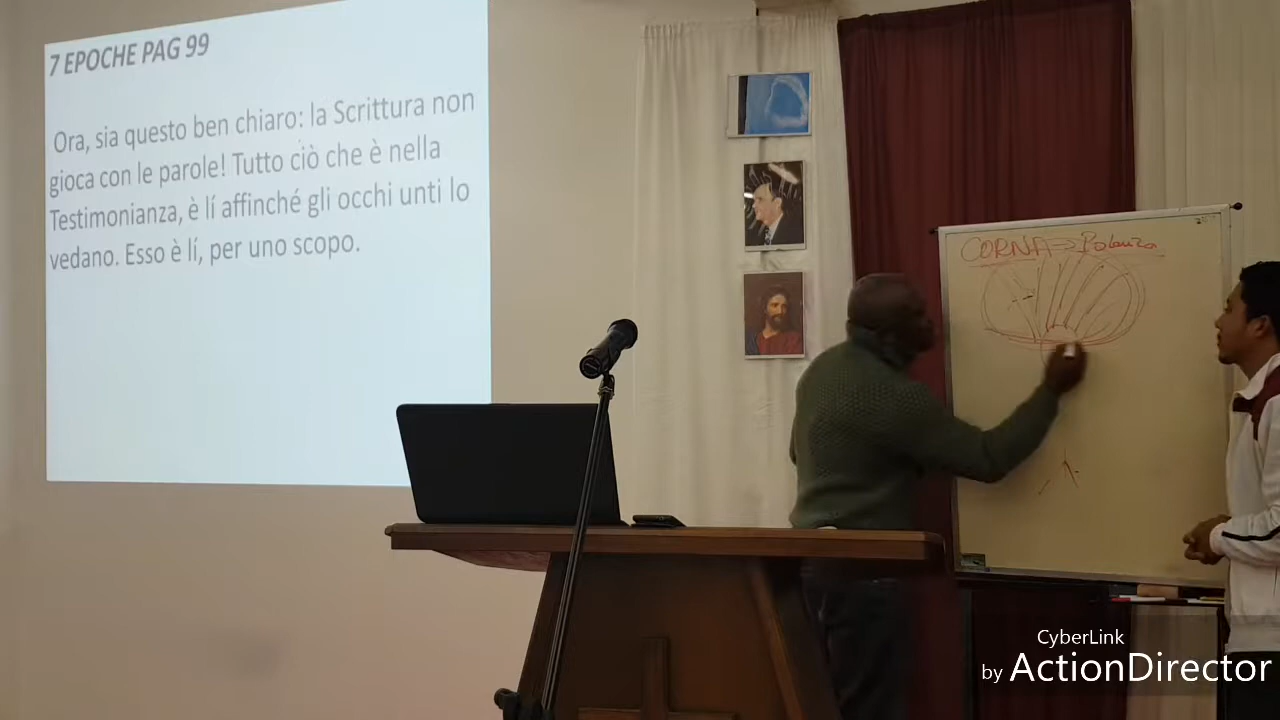 7 EPOCHE PAG 99
Ora, sia questo ben chiaro: la Scrittura non
gioca con le parole! Tutto ciò che è nella
Testimonianza, è lí affinché gli occhi unti lo
vedano. Esso è lí, per uno scopo.
CORNA => Potenza
CyberLink
by ActionDirector